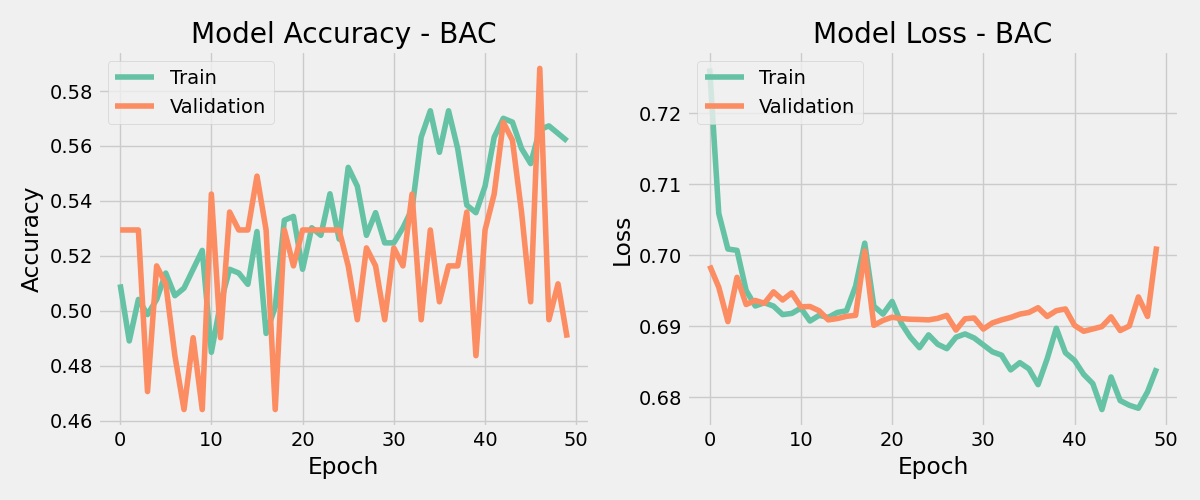 Model Accuracy - BAC
Train
Validation
0.58
0.56
0.54
0.52
0.50
0.48
0.46
Accuracy
0 10 20 30 40 50
Epoch
Model Loss - BAC
Train
Validation
0.72
0.71
0.70
0.69
0.68
Loss
0 10 20 30 40 50
Epoch